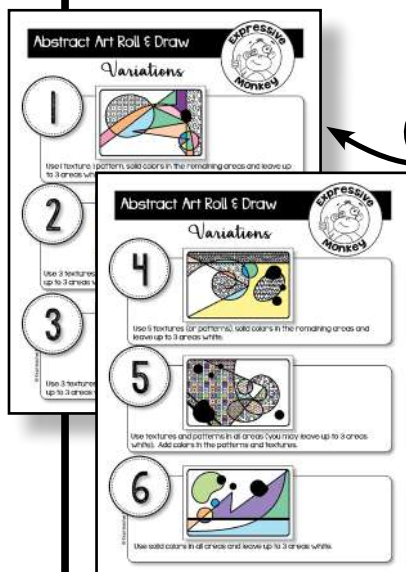 Abstract Art Roll & Draw
EXPRESSIVE
MONKEY
Variations
1
Use 1 texture, 1 pattern, solid colors in the remaining areas and leave up
to 3 areas
2
Use 3 textures
up to 3 areas
3
Use 3 textures
up to 3 areas
Abstract Art Roll & Draw
EXPRESSIVE
MONKEY
Variations
4
Use 5 textures (or patterns), solid colors in the remaining areas and
leave up to 3 areas white.
5
Use textures and patterns in all areas (you may leave up to 3 areas
white). Add colors in the patterns and textures.
6
Use solid colors in all areas and leave up to 3 areas white.